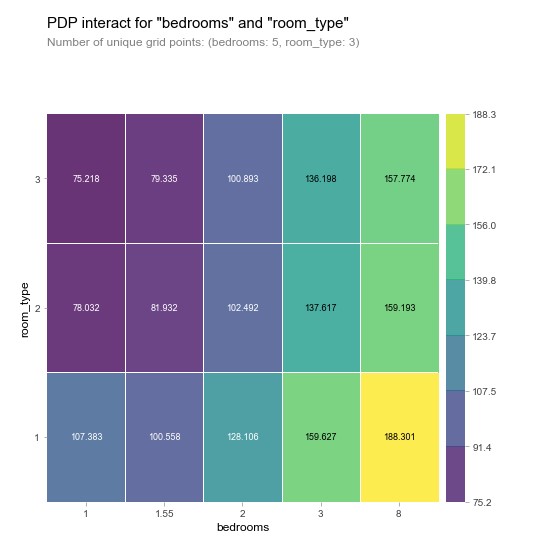 PDP interact for "bedrooms" and "room_type"
Number of unique grid points: (bedrooms: 5, room_type: 3)
188.3
172.1
156.0
139.8
123.7
107.5
91.4
75.2
room_type
3 75.218 79.335 100.893 136.198 157.774
2 78.032 81.932 102.492 137.617 159.193
1 107.383 100.558 128.106 159.627 188.301
1 1.55 2 3 8
bedrooms